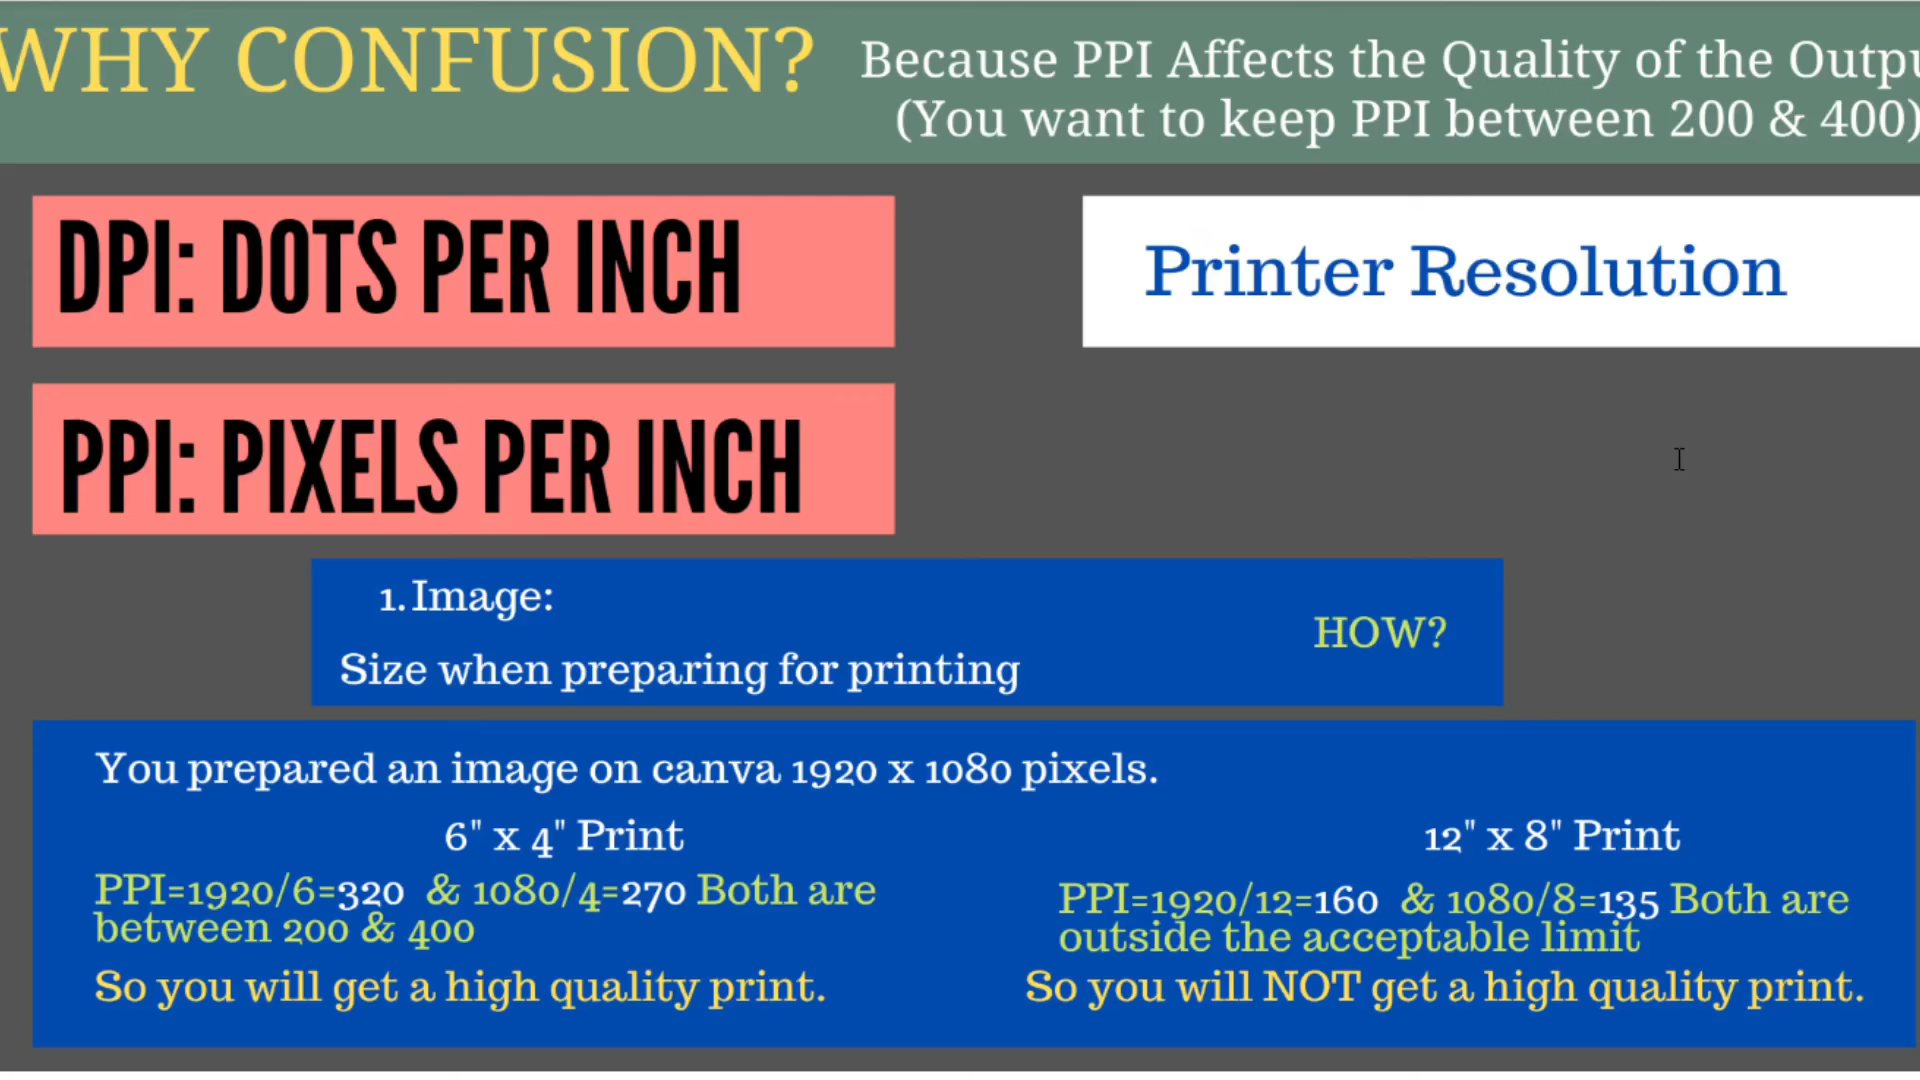 WHY CONFUSION?
Because PPI Affects the Quality of the Outpu
(You want to keep PPI between 200 & 400)
DPI: DOTS PER INCH
Printer Resolution
PPI: PIXELS PER INCH
1. Image:
HOW?
Size when preparing for printing
You prepared an image on canva 1920 x 1080 pixels.
6" x 4" Print
PPI=1920/6=320 & 1080/4=270 Both are
between 200 & 400
So you will get a high quality print.
12" x 8" Print
PPI=1920/12=160 & 1080/8=135 Both are
outside the acceptable limit
So you will NOT get a high quality print.